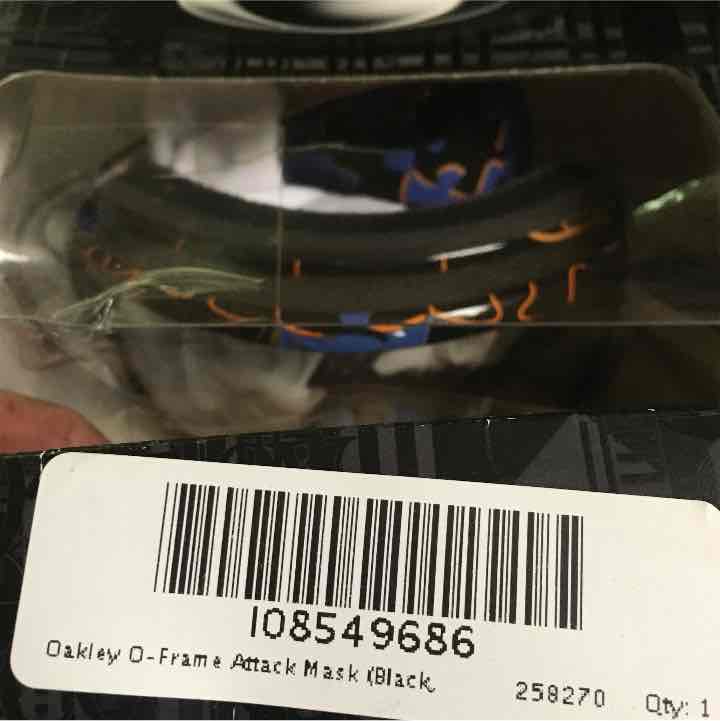 108549686
Oakley O-Frame Attack Mask (Black,
258270 Qty: 1